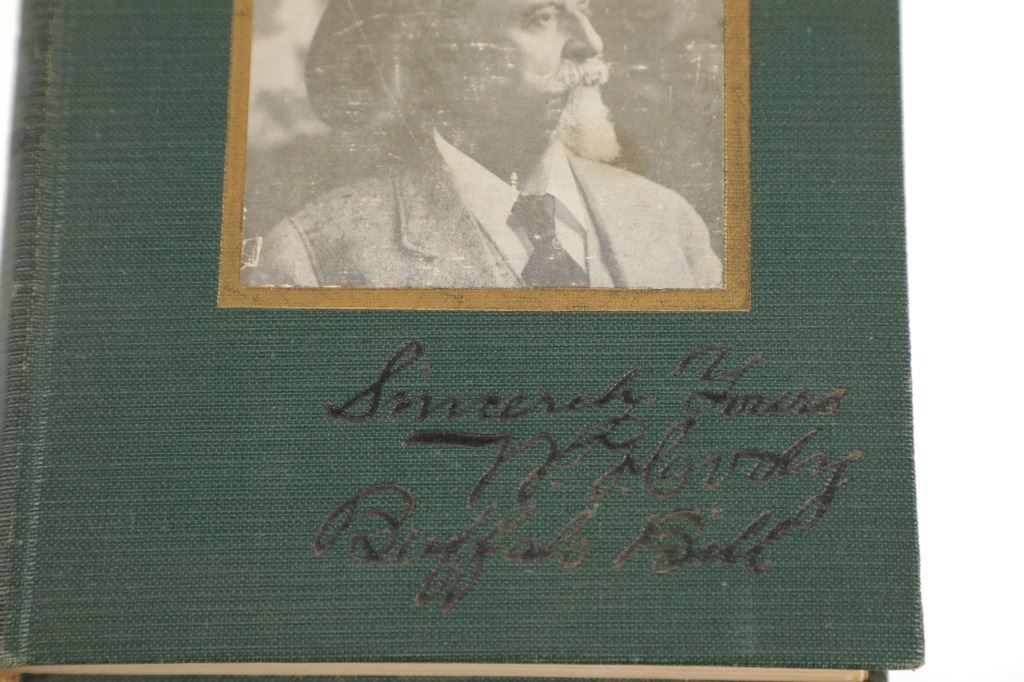 Sincerely Yours
W. F. Cody
Buffalo Bill